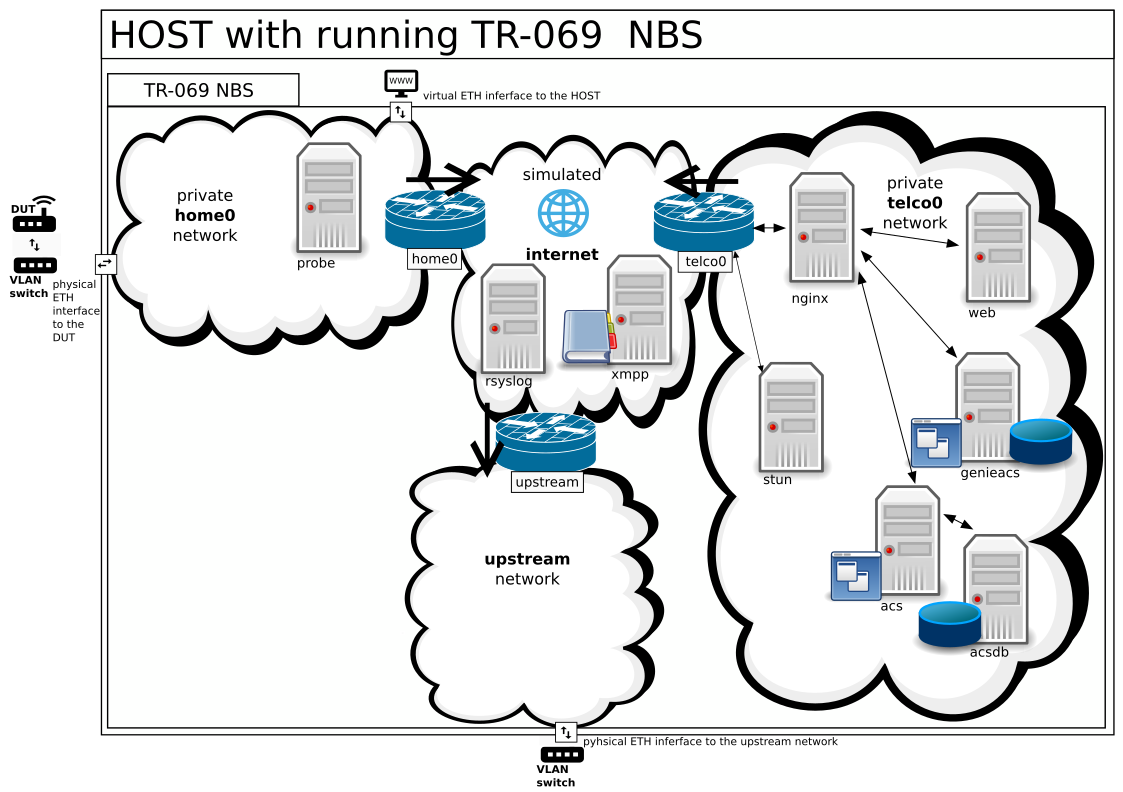 HOST with running TR-069 NBS
TR-069 NBS
www
virtual ETH inferface to the HOST
private
home0
network
probe
home0
simulated
internet
telco0
private
telco0
network
nginx
web
DUT
VLAN
switch
physical
ETH
interface
to the
DUT
rsyslog
xmpp
stun
genieacs
upstream
upstream
network
acs
acsdb
pyhsical ETH inferface to the upstream network
VLAN
switch